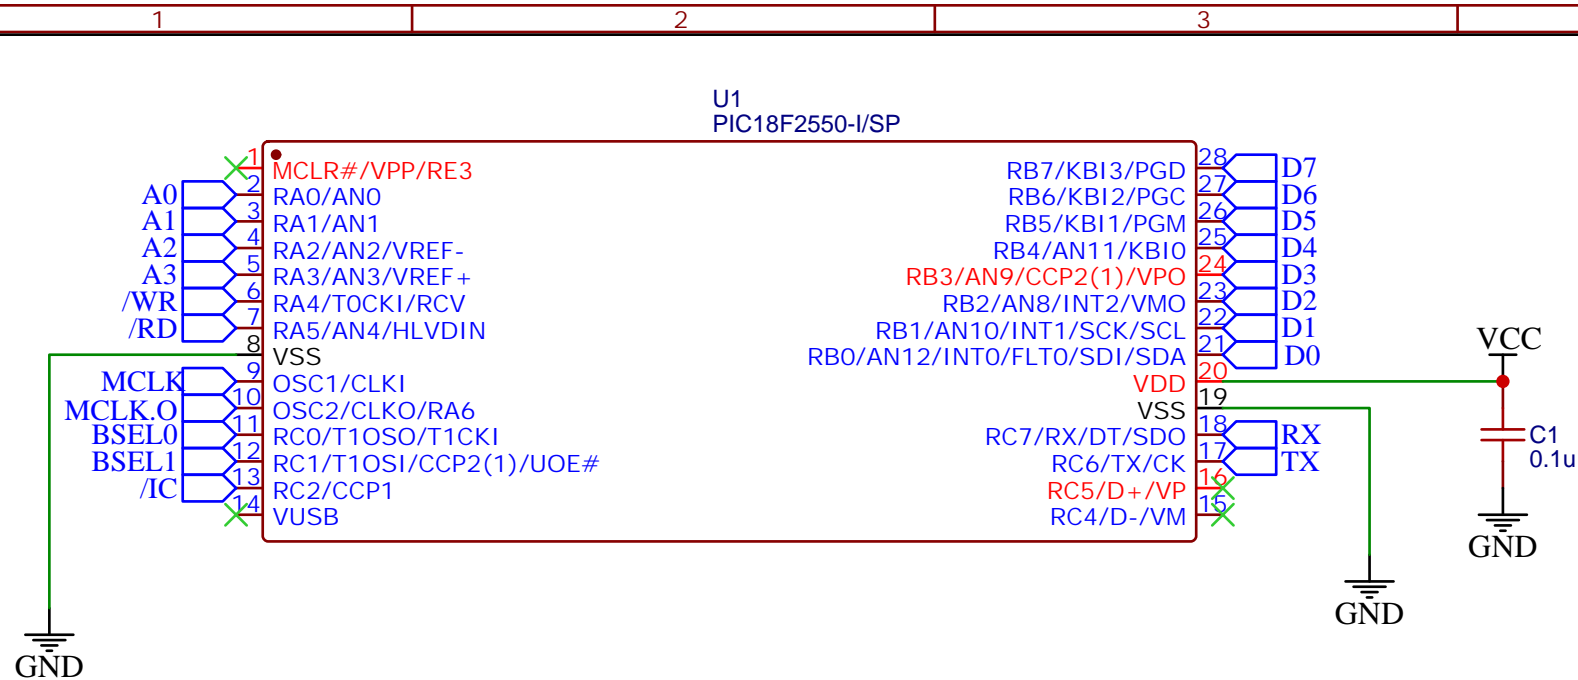 1 2 3
U1
PIC18F2550-I/SP
1 MCLR#/VPP/RE3
A0 2 RA0/AN0
A1 3 RA1/AN1
A2 4 RA2/AN2/VREF-
A3 5 RA3/AN3/VREF+
/WR 6 RA4/T0CKI/RCV
/RD 7 RA5/AN4/HLVDIN
8 VSS
MCLK 9 OSC1/CLKI
MCLK.O 10 OSC2/CLKO/RA6
BSEL0 11 RC0/T1OSO/T1CKI
BSEL1 12 RC1/T1OSI/CCP2(1)/UOE#
/IC 13 RC2/CCP1
14 VUSB
RB7/KBI3/PGD 28 D7
RB6/KBI2/PGC 27 D6
RB5/KBI1/PGM 26 D5
RB4/AN11/KBI0 25 D4
RB3/AN9/CCP2(1)/VPO 24 D3
RB2/AN8/INT2/VMO 23 D2
RB1/AN10/INT1/SCK/SCL 22 D1
RB0/AN12/INT0/FLT0/SDI/SDA 21 D0
VDD 20
VSS 19
RC7/RX/DT/SDO 18 RX
RC6/TX/CK 17 TX
RC5/D+/VP 16
RC4/D-/VM 15
VCC
C1
0.1u
GND
GND
GND